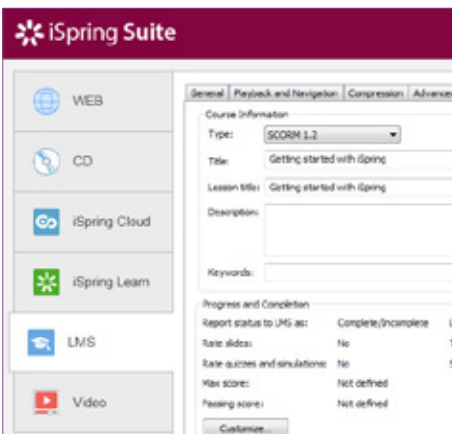 iSpring Suite
WEB
CD
iSpring Cloud
iSpring Learn
LMS
Video
General Playback and Navigation Compression Advanced
Course Information
Type: SCORM 1.2
Title: Getting started with iSpring
Lesson title: Getting started with iSpring
Description:
Keywords:
Progress and Completion
Report status to LMS as: Complete/Incomplete
Rate slides: No
Rate quizzes and simulations: No
Max score: Not defined
Passing score: Not defined
Customize...